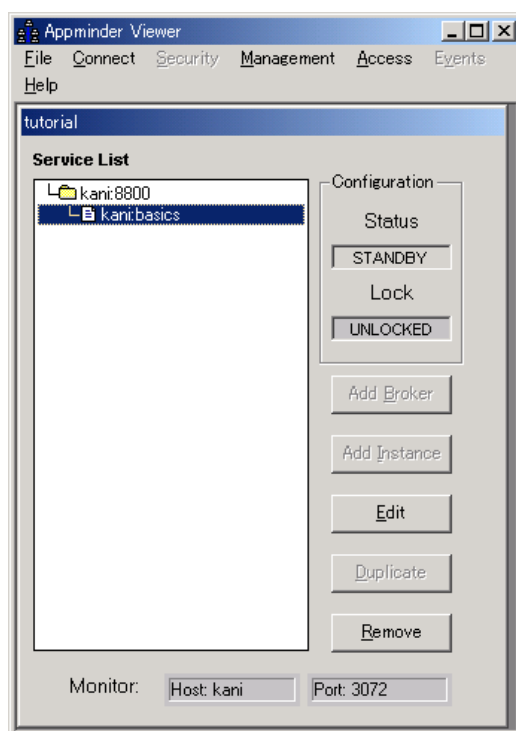 Appminder Viewer
File Connect Security Management Access Events
Help
tutorial
Service List
kani:8800
kani:basics
Configuration
Status
STANDBY
Lock
UNLOCKED
Add Broker
Add Instance
Edit
Duplicate
Remove
Monitor: Host: kani Port: 3072